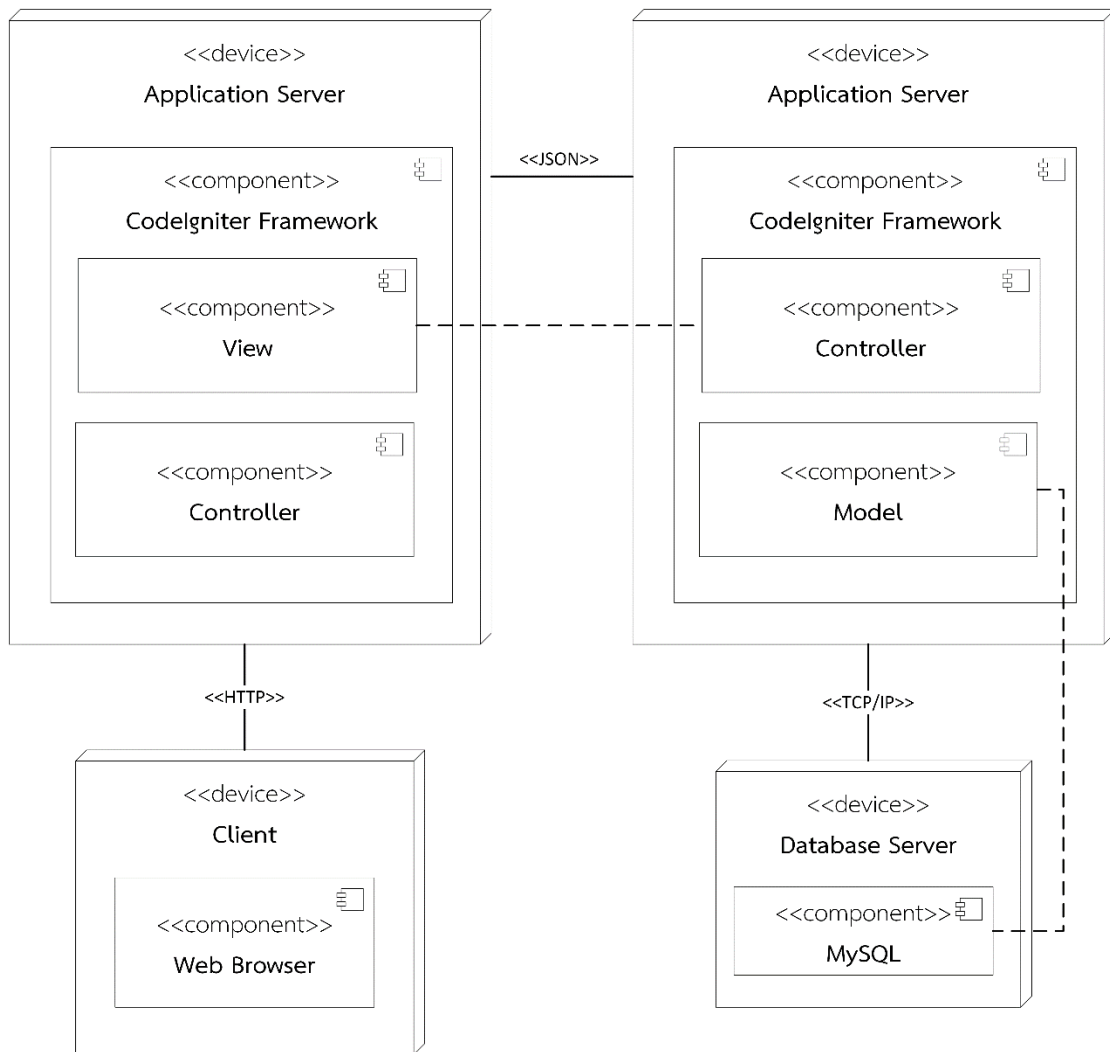 <<device>>
Application Server
<<component>>
CodeIgniter Framework
<<component>>
View
<<component>>
Controller
<<JSON>>
<<device>>
Application Server
<<component>>
CodeIgniter Framework
<<component>>
Controller
<<component>>
Model
<<HTTP>>
<<TCP/IP>>
<<device>>
Client
<<component>>
Web Browser
<<device>>
Database Server
<<component>>
MySQL